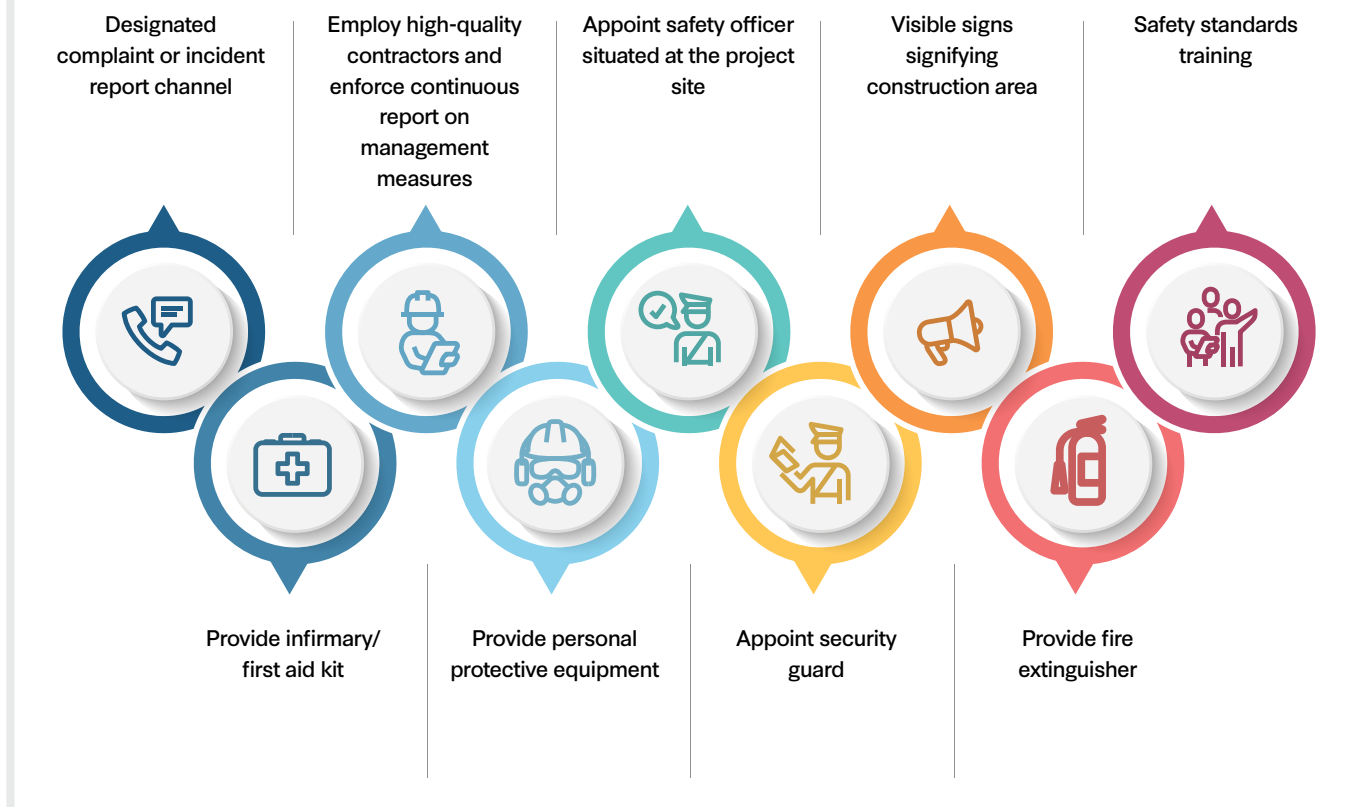 Designated
complaint or incident
report channel
Employ high-quality
contractors and
enforce continuous
report on
management
measures
Appoint safety officer
situated at the project
site
Visible signs
signifying
construction area
Safety standards
training
Provide infirmary/
first aid kit
Provide personal
protective equipment
Appoint security
guard
Provide fire
extinguisher